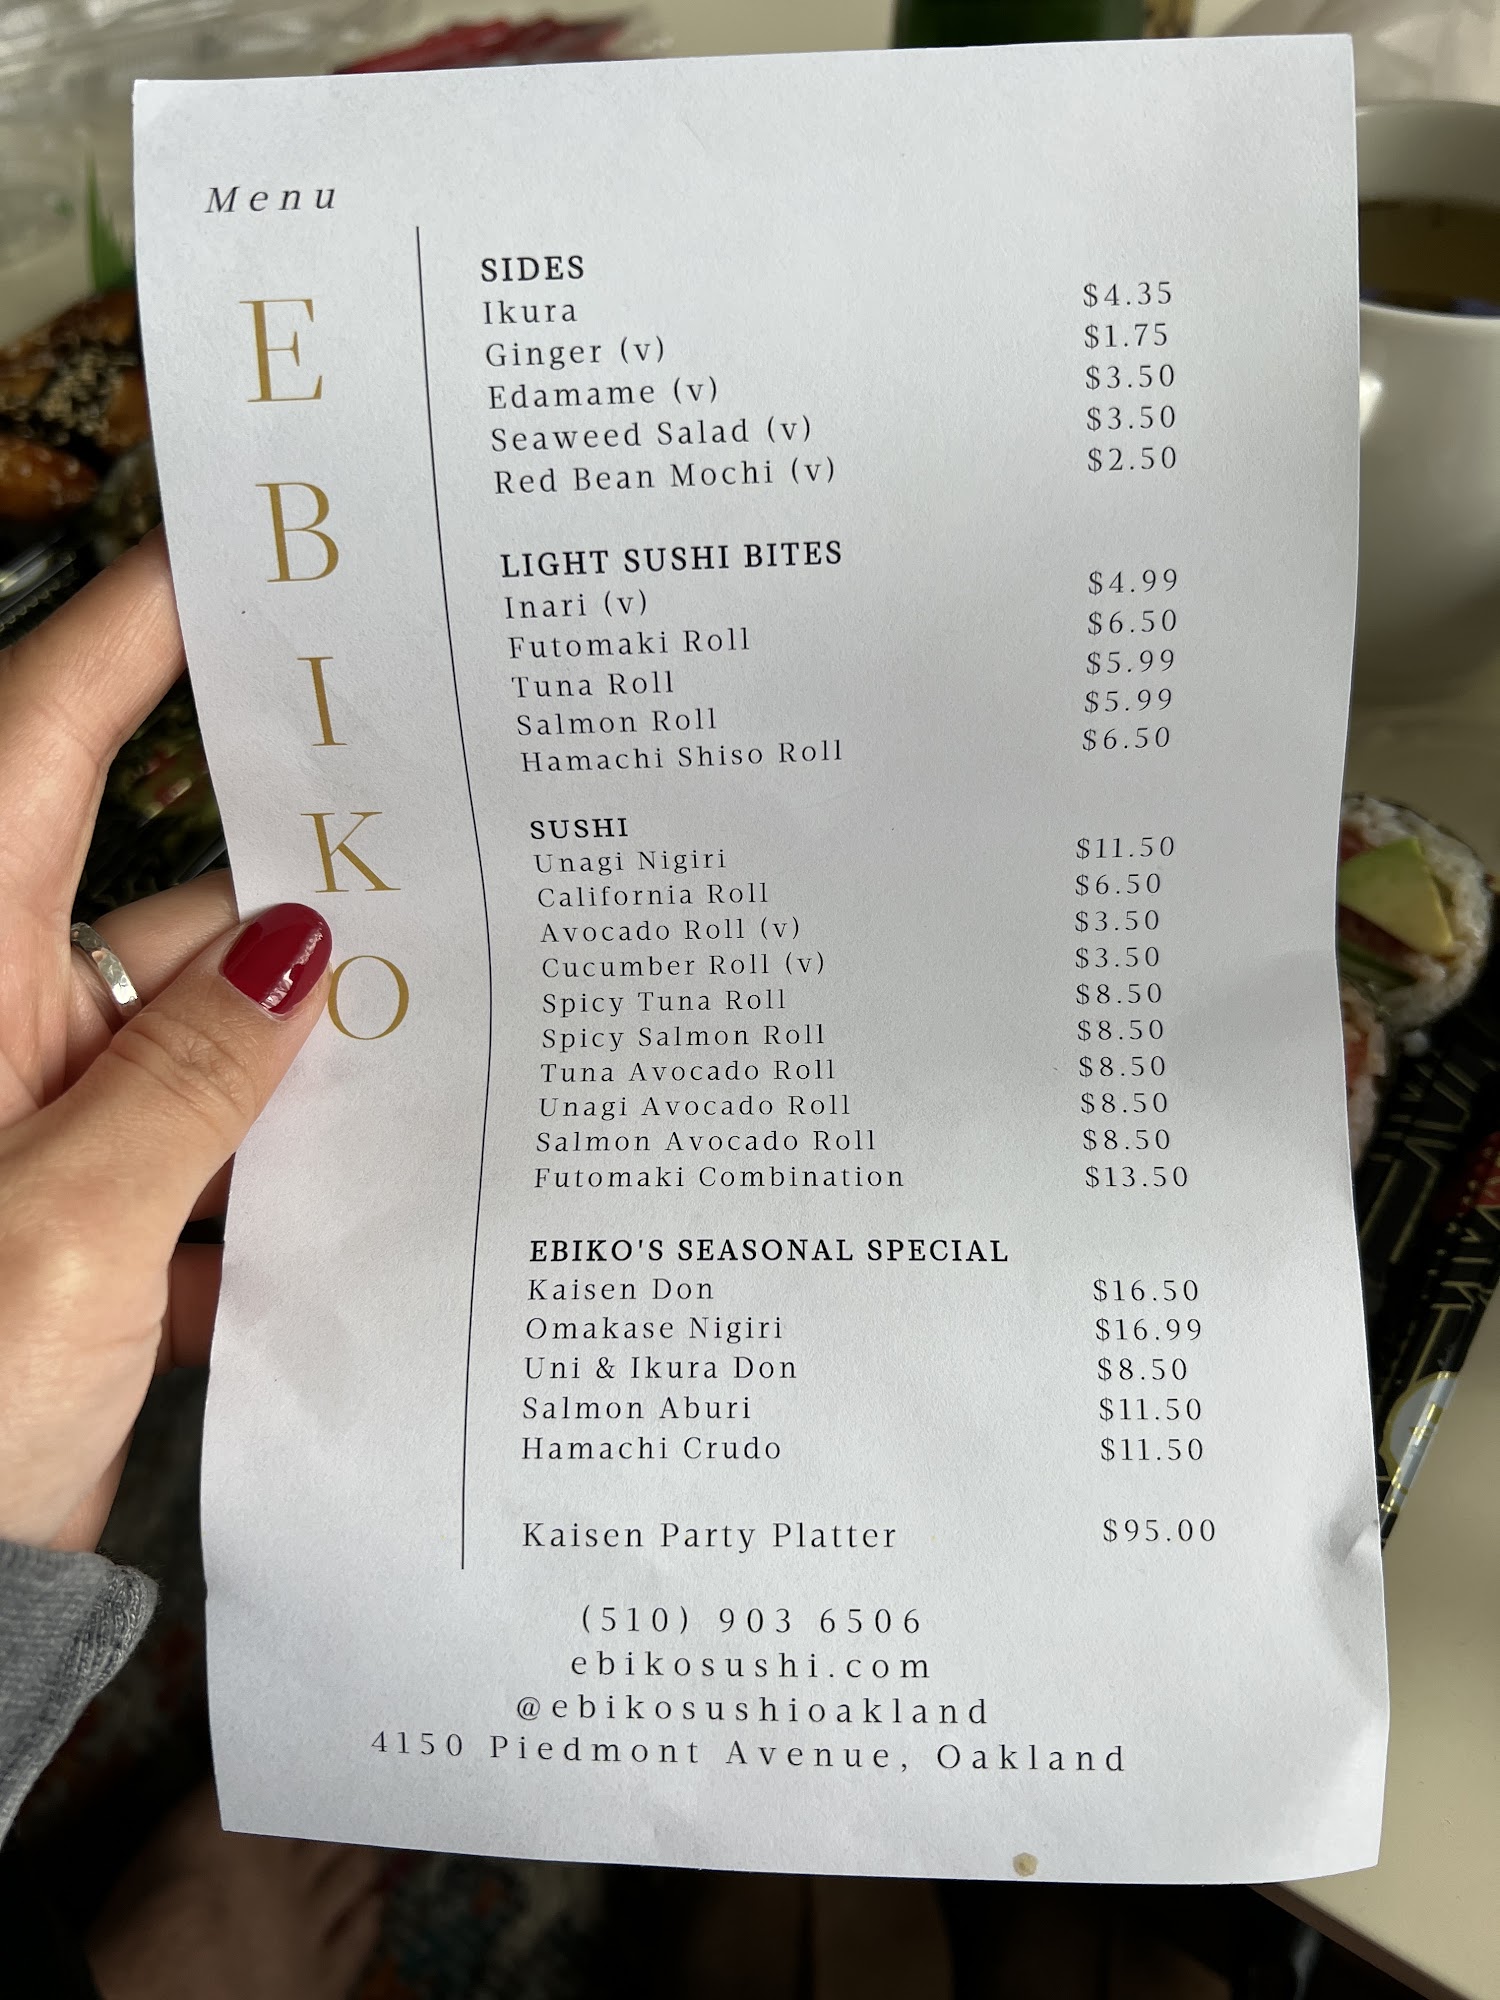 Menu
EBIKO
SIDES
Ikura $4.35
Ginger (v) $1.75
Edamame (v) $3.50
Seaweed Salad (v) $3.50
Red Bean Mochi (v) $2.50
LIGHT SUSHI BITES
Inari (v) $4.99
Futomaki Roll $6.50
Tuna Roll $5.99
Salmon Roll $5.99
Hamachi Shiso Roll $6.50
SUSHI
Unagi Nigiri $11.50
California Roll $6.50
Avocado Roll (v) $3.50
Cucumber Roll (v) $3.50
Spicy Tuna Roll $8.50
Spicy Salmon Roll $8.50
Tuna Avocado Roll $8.50
Unagi Avocado Roll $8.50
Salmon Avocado Roll $8.50
Futomaki Combination $13.50
EBIKO'S SEASONAL SPECIAL
Kaisen Don $16.50
Omakase Nigiri $16.99
Uni & Ikura Don $8.50
Salmon Aburi $11.50
Hamachi Crudo $11.50
Kaisen Party Platter $95.00
(510) 903 6506
ebikosushi.com
@ebikosushioakland
4150 Piedmont Avenue, Oakland